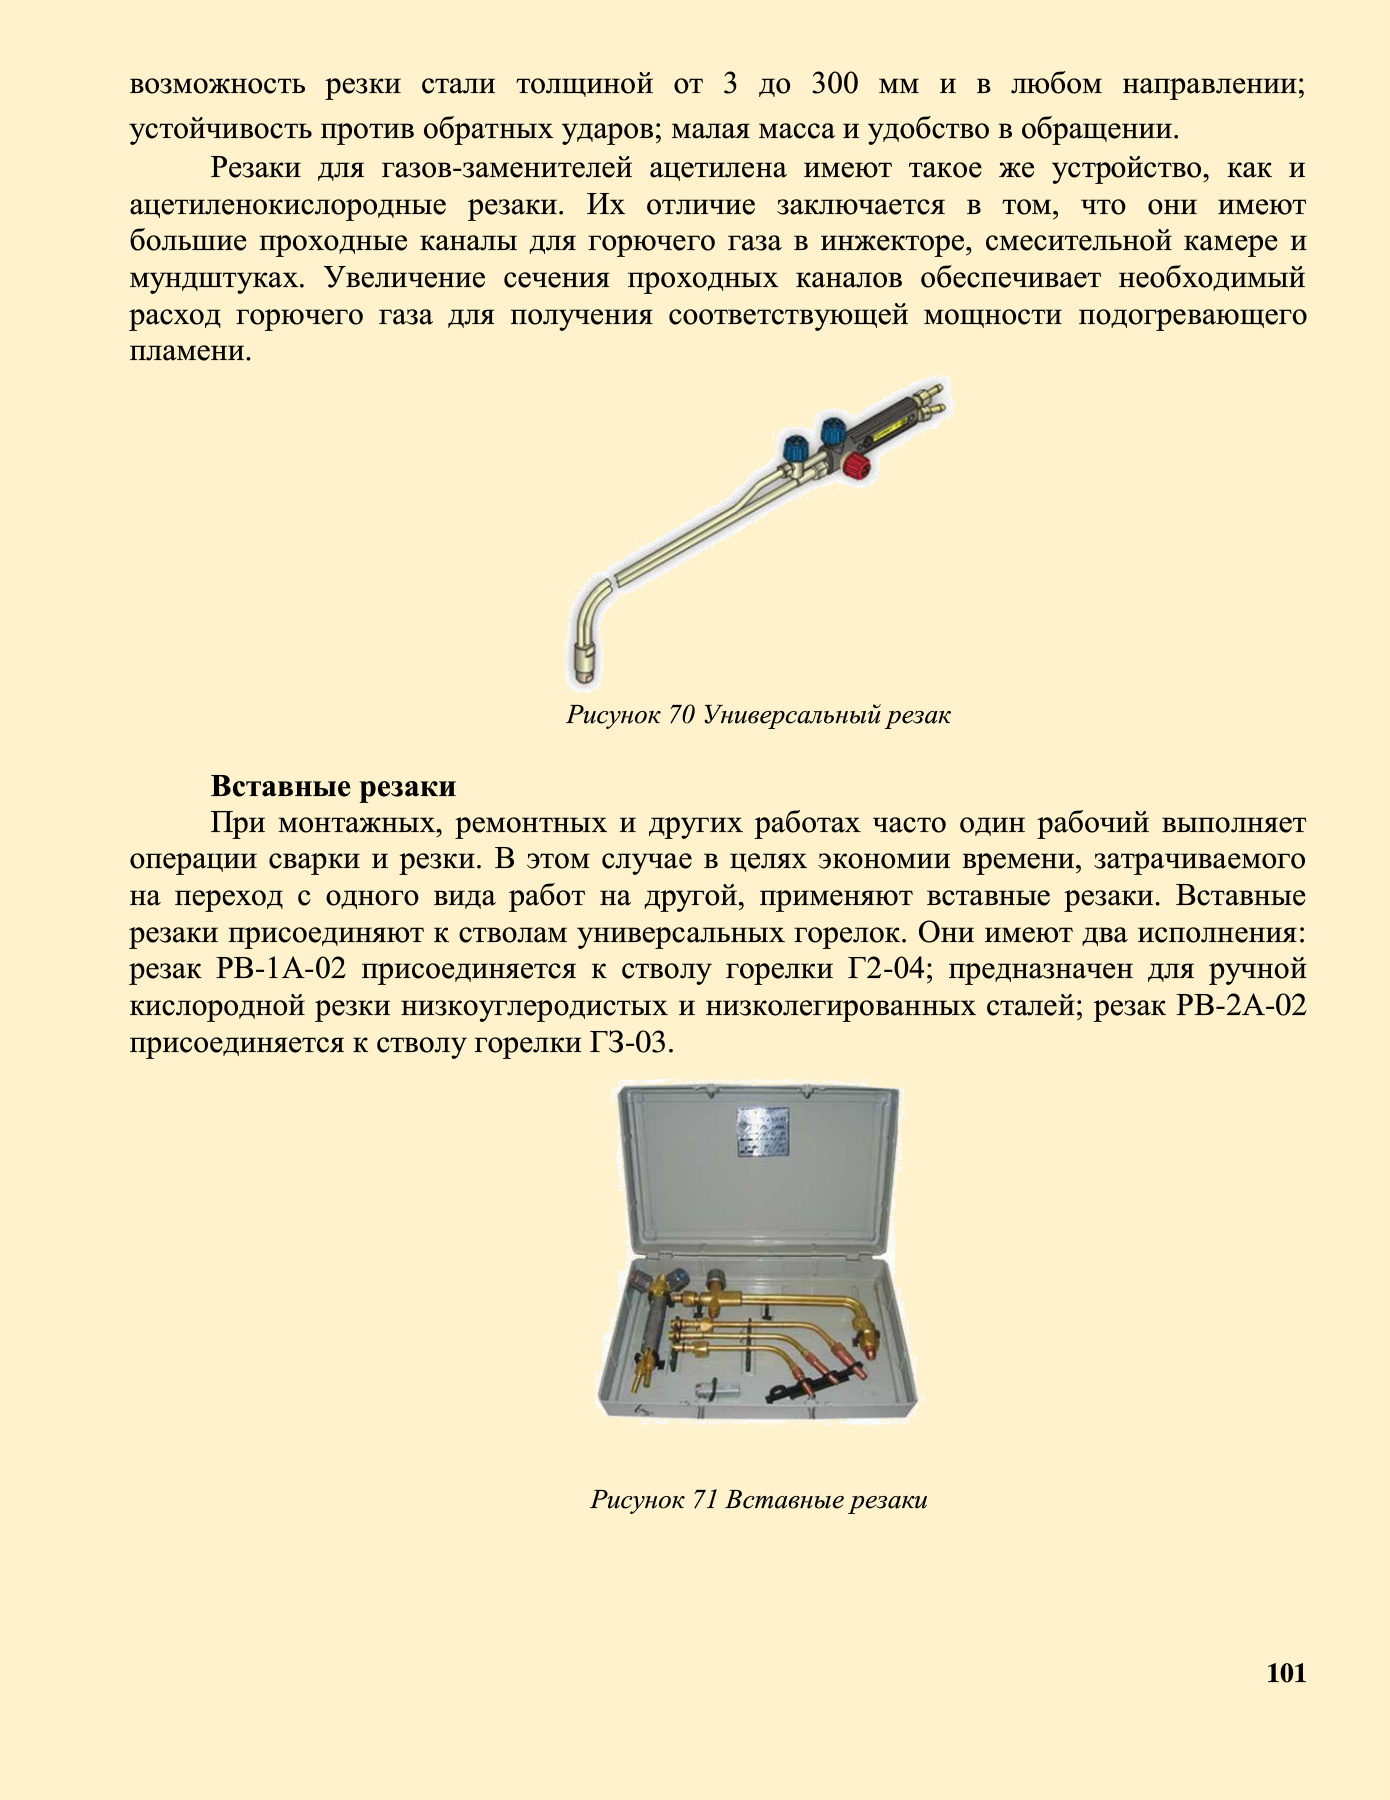 возможность резки стали толщиной от 3 до 300 мм и в любом направлении;
устойчивость против обратных ударов; малая масса и удобство в обращении.
Резаки для газов-заменителей ацетилена имеют такое же устройство, как и
ацетиленокислородные резаки. Их отличие заключается в том, что они имеют
большие проходные каналы для горючего газа в инжекторе, смесительной камере и
мундштуках. Увеличение сечения проходных каналов обеспечивает необходимый
расход горючего газа для получения соответствующей мощности подогревающего
пламени.
Рисунок 70 Универсальный резак
Вставные резаки
При монтажных, ремонтных и других работах часто один рабочий выполняет
операции сварки и резки. В этом случае в целях экономии времени, затрачиваемого
на переход с одного вида работ на другой, применяют вставные резаки. Вставные
резаки присоединяют к стволам универсальных горелок. Они имеют два исполнения:
резак РВ-1А-02 присоединяется к стволу горелки Г2-04; предназначен для ручной
кислородной резки низкоуглеродистых и низколегированных сталей; резак РВ-2А-02
присоединяется к стволу горелки ГЗ-03.
Рисунок 71 Вставные резаки
101